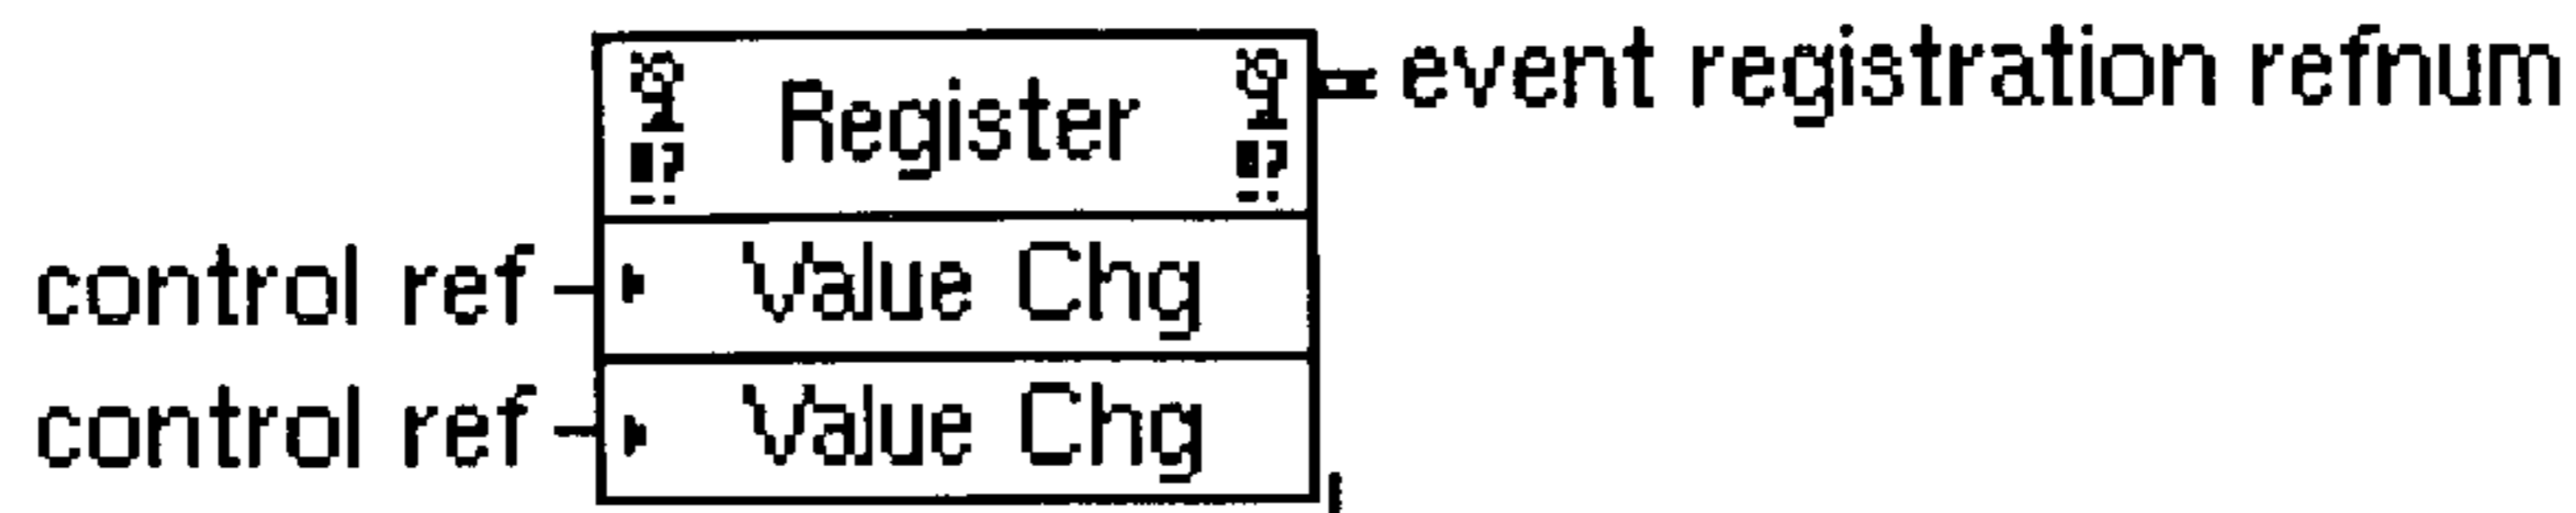 Register
event registration refnum
control ref
Value Chg
control ref
Value Chg